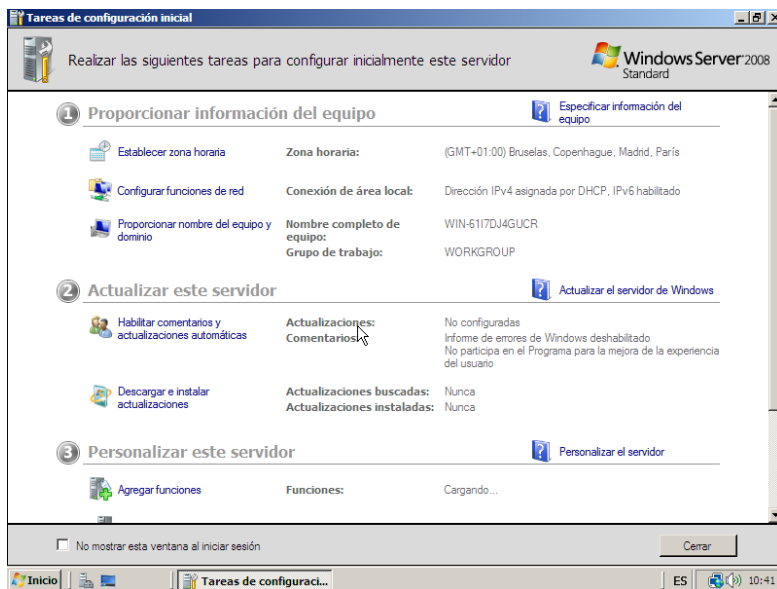 Tareas de configuración inicial
Realizar las siguientes tareas para configurar inicialmente este servidor
Windows Server 2008
Standard
1 Proporcionar información del equipo
Especificar información del
equipo
Establecer zona horaria
Zona horaria:
(GMT+01:00) Bruselas, Copenhague, Madrid, París
Configurar funciones de red
Conexión de área local:
Dirección IPv4 asignada por DHCP, IPv6 habilitado
Proporcionar nombre del equipo y
dominio
Nombre completo de
equipo:
WIN-61I7DJ4GUCR
Grupo de trabajo:
WORKGROUP
2 Actualizar este servidor
Actualizar el servidor de Windows
Habilitar comentarios y
actualizaciones automáticas
Actualizaciones:
No configuradas
Comentarios:
Informe de errores de Windows deshabilitado
No participa en el Programa para la mejora de la experiencia
del usuario
Descargar e instalar
actualizaciones
Actualizaciones buscadas:
Nunca
Actualizaciones instaladas:
Nunca
3 Personalizar este servidor
Personalizar el servidor
Agregar funciones
Funciones:
Cargando...
No mostrar esta ventana al iniciar sesión
Cerrar
Inicio
Tareas de configuraci...
ES
10:41